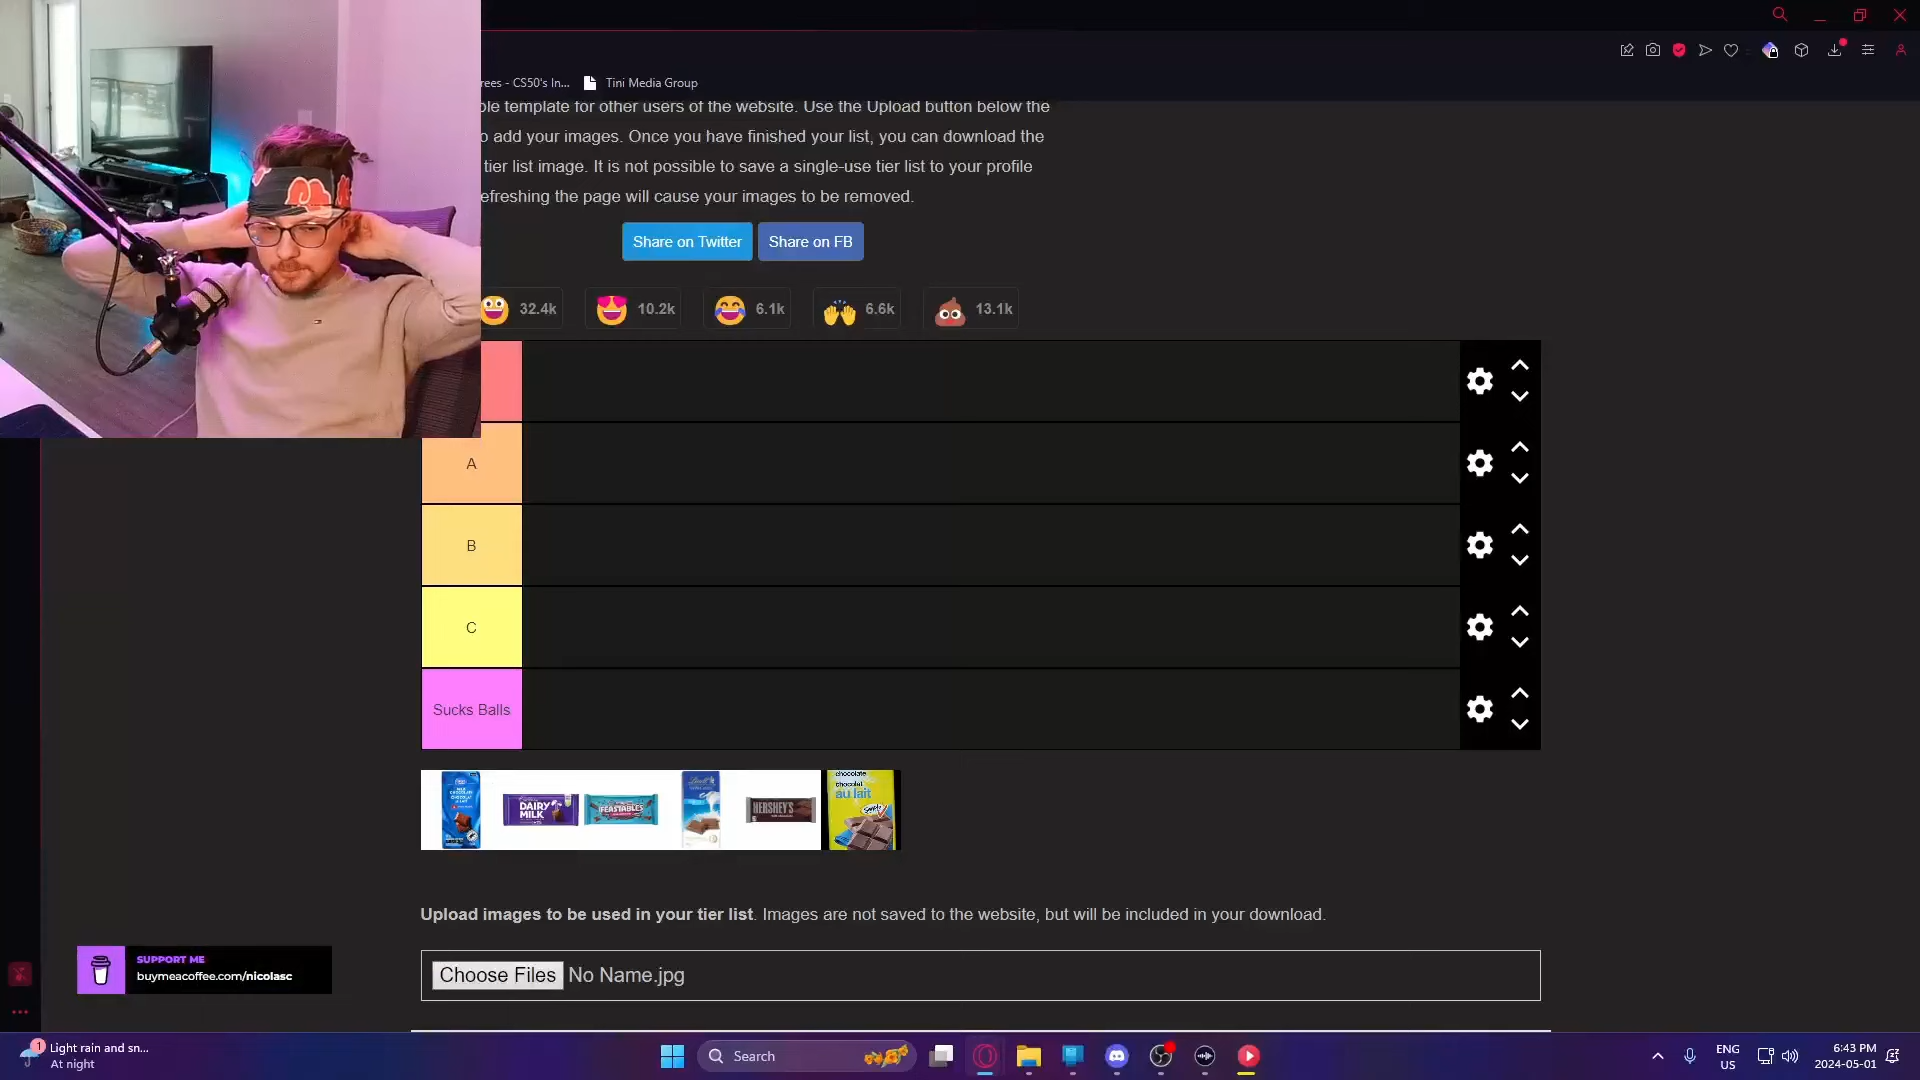 rees - CS50's In...
Tini Media Group
ble template for other users of the website. Use the Upload button below the
o add your images. Once you have finished your list, you can download the
tier list image. It is not possible to save a single-use tier list to your profile
efreshing the page will cause your images to be removed.
Share on Twitter
Share on FB
32.4k
10.2k
6.1k
6.6k
13.1k
A
B
C
Sucks Balls
DAIRY MILK
FEASTABLES
Lindt
HERSHEY'S
chocolate
chocolat
au lait
Upload images to be used in your tier list. Images are not saved to the website, but will be included in your download.
Choose Files No Name.jpg
SUPPORT ME
buymeacoffee.com/nicolasc
1
Light rain and sn...
At night
Search
ENG
US
6:43 PM
2024-05-01